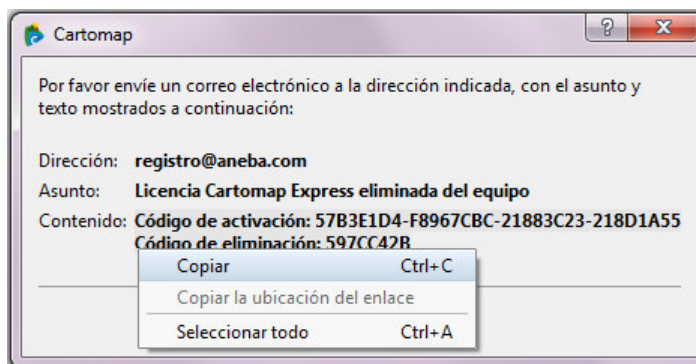 Cartomap
Por favor envíe un correo electrónico a la dirección indicada, con el asunto y
texto mostrados a continuación:
Dirección: registro@aneba.com
Asunto: Licencia Cartomap Express eliminada del equipo
Contenido: Código de activación: 57B3E1D4-F8967CBC-21883C23-218D1A55
Código de eliminación: 597CC42B
Copiar Ctrl+C
Copiar la ubicación del enlace
Seleccionar todo Ctrl+A